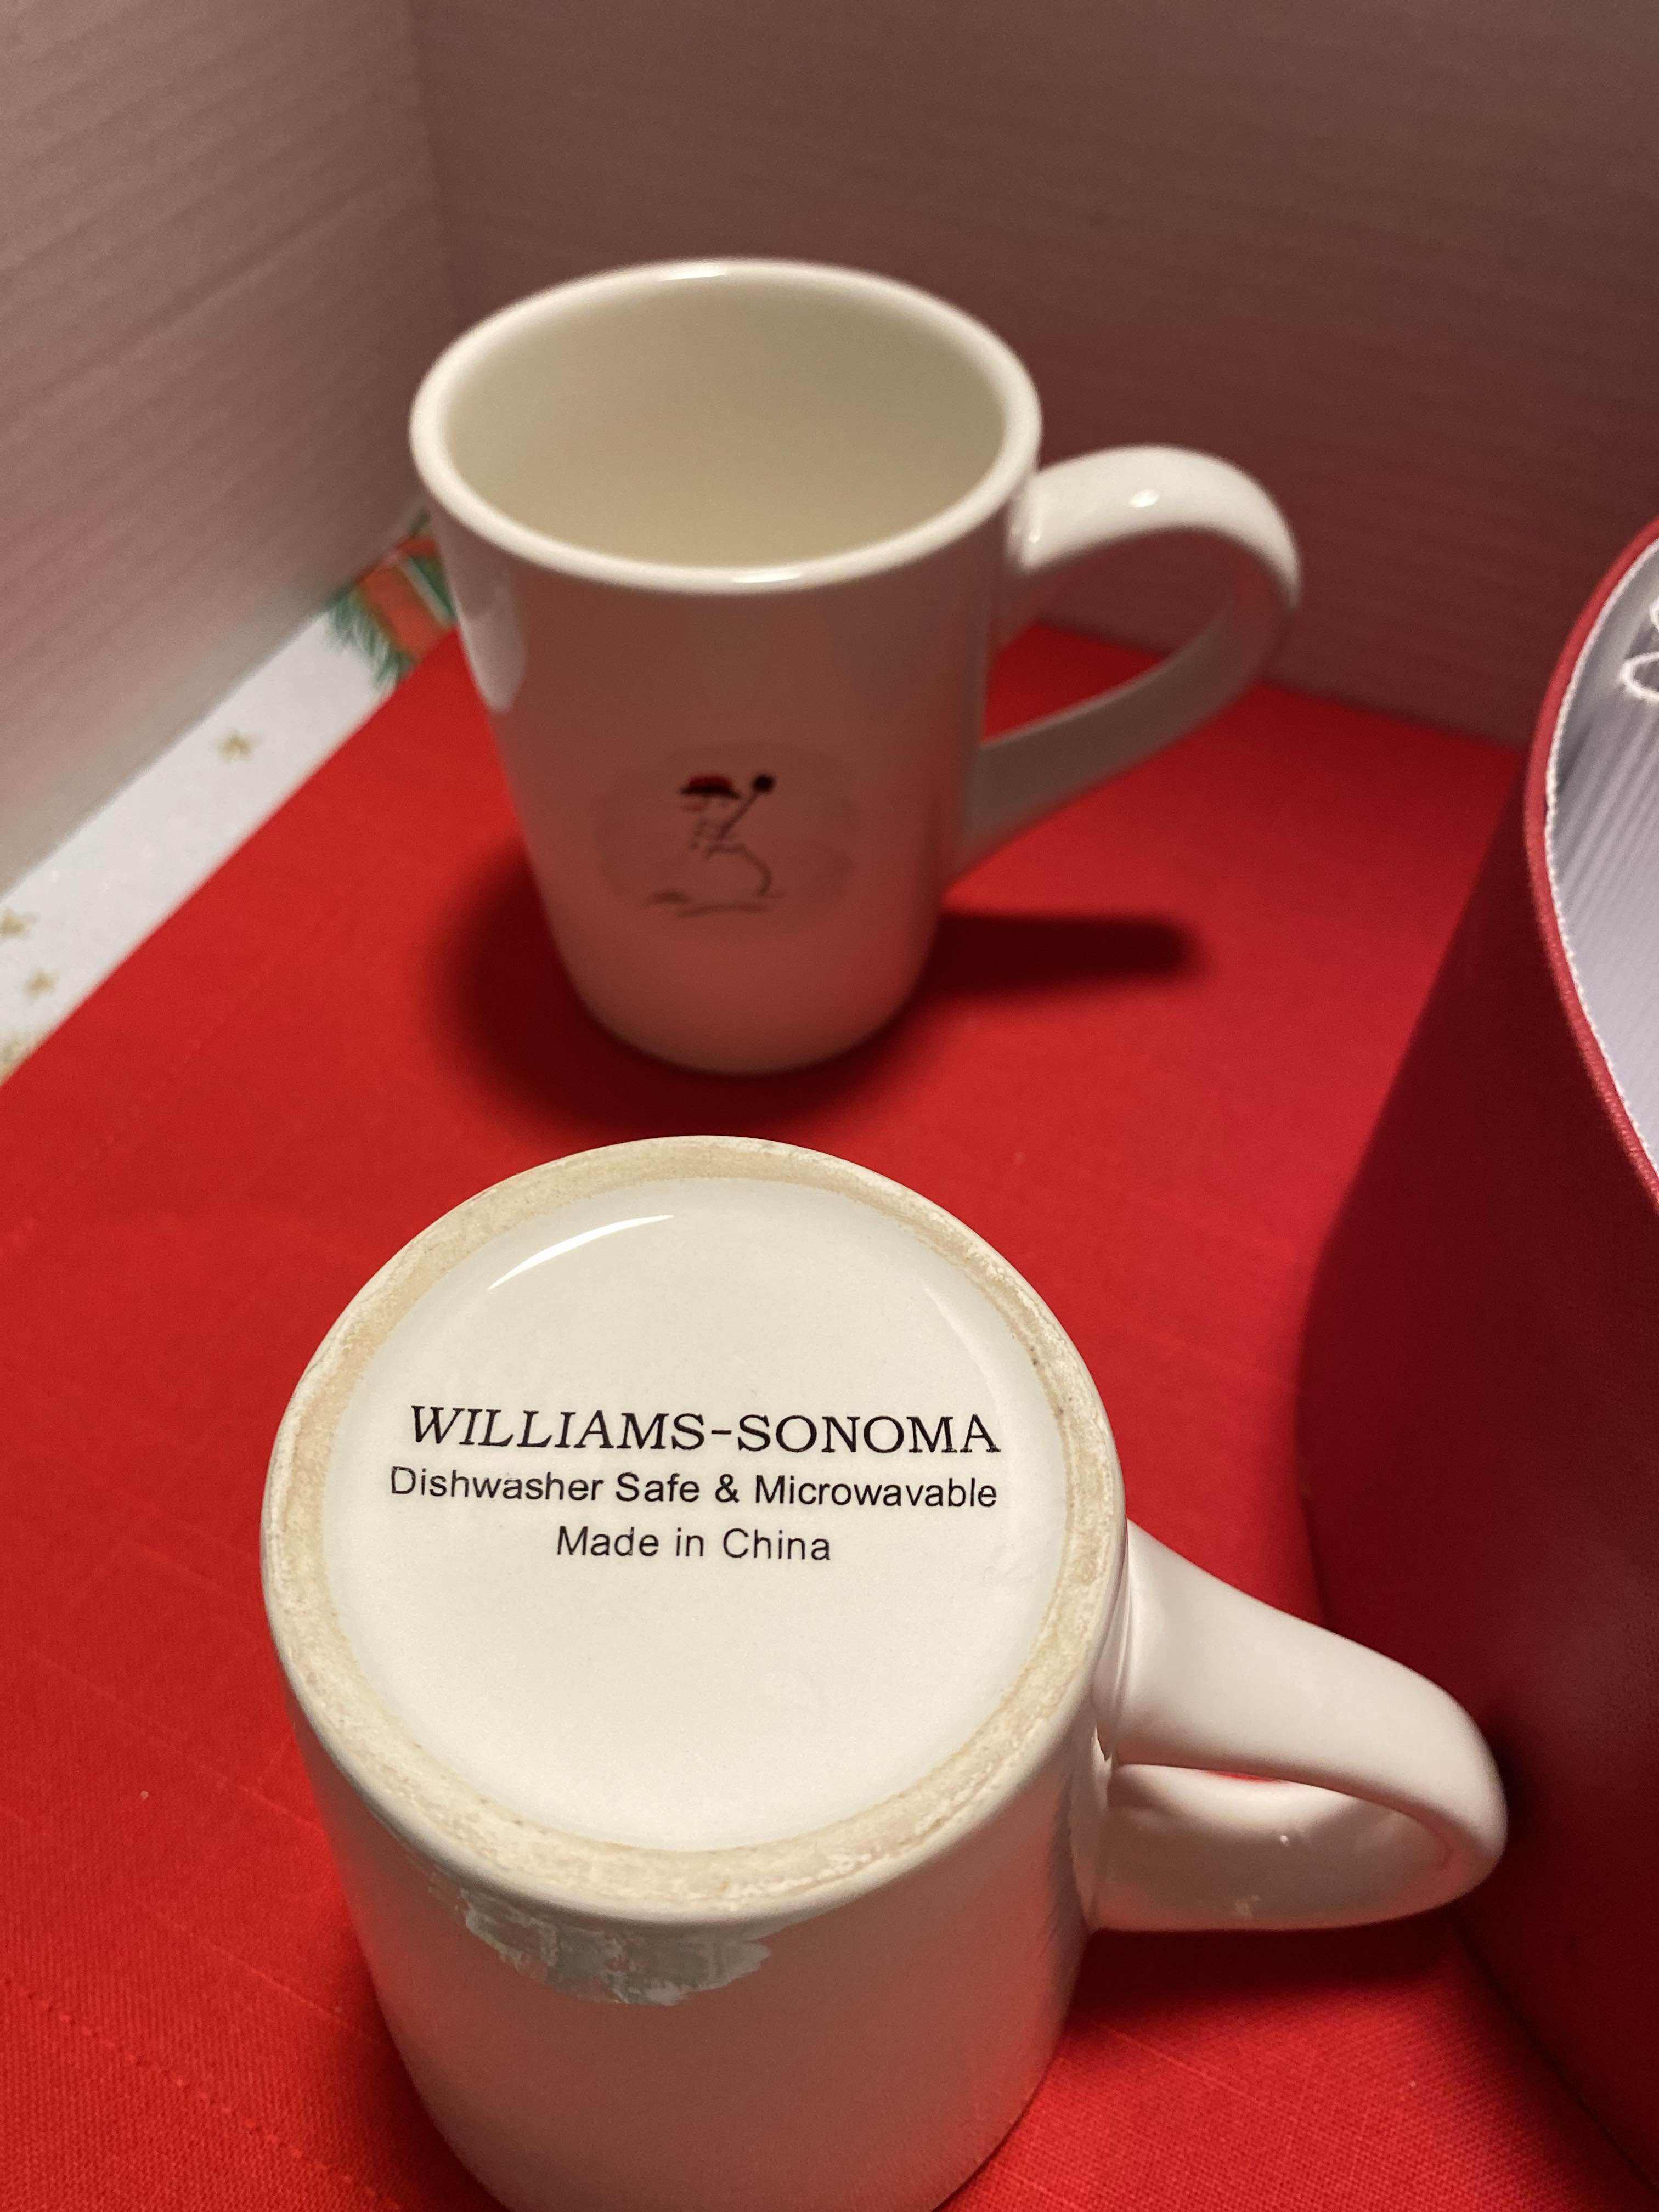 WILLIAMS-SONOMA
Dishwasher Safe & Microwavable
Made in China